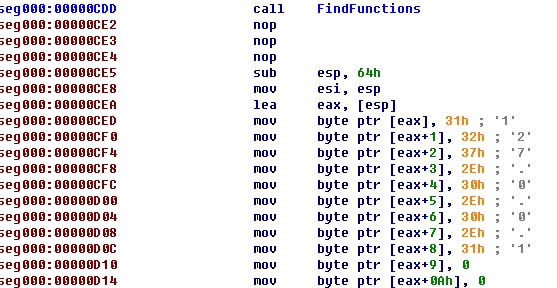 seg000:00000CDD call FindFunctions
seg000:00000CE2 nop
seg000:00000CE3 nop
seg000:00000CE4 nop
seg000:00000CE5 sub esp, 64h
seg000:00000CE8 mov esi, esp
seg000:00000CEA lea eax, [esp]
seg000:00000CED mov byte ptr [eax], 31h ; '1'
seg000:00000CF0 mov byte ptr [eax+1], 32h ; '2'
seg000:00000CF4 mov byte ptr [eax+2], 37h ; '7'
seg000:00000CF8 mov byte ptr [eax+3], 2Eh ; '.'
seg000:00000CFC mov byte ptr [eax+4], 30h ; '0'
seg000:00000D00 mov byte ptr [eax+5], 2Eh ; '.'
seg000:00000D04 mov byte ptr [eax+6], 30h ; '0'
seg000:00000D08 mov byte ptr [eax+7], 2Eh ; '.'
seg000:00000D0C mov byte ptr [eax+8], 31h ; '1'
seg000:00000D10 mov byte ptr [eax+9], 0
seg000:00000D14 mov byte ptr [eax+0Ah], 0